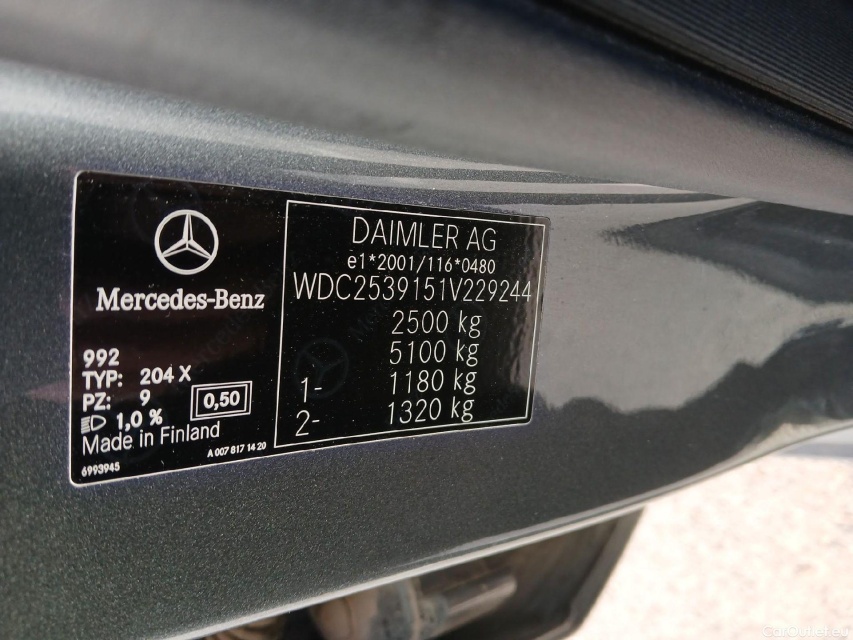 Mercedes-Benz
992
TYP: 204 X
PZ: 9
0,50
1,0 %
Made in Finland
A 007 817 14 20
6993945
DAIMLER AG
e1*2001/116*0480
WDC2539151V229244
2500 kg
5100 kg
1- 1180 kg
2- 1320 kg